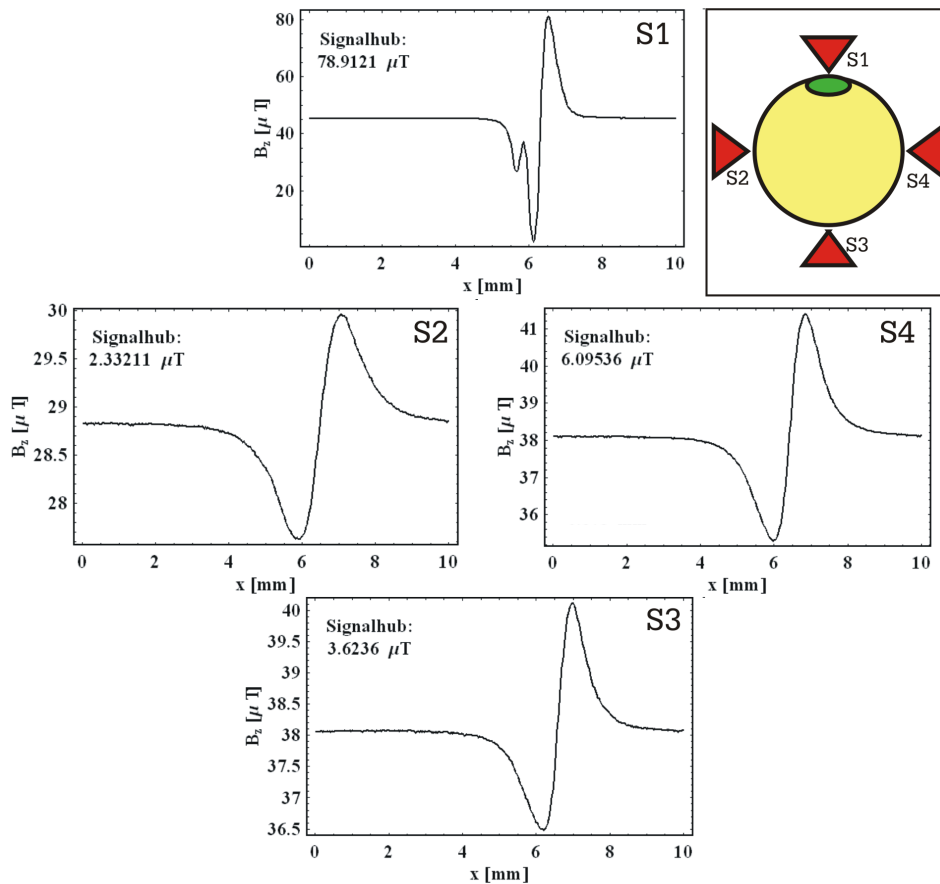 Signalhub:
78.9121 μT
S1
B_z [μT]
80
60
40
20
0 2 4 6 8 10
x [mm]
S1
S2
S4
S3
Signalhub:
2.33211 μT
S2
B_z [μT]
30
29.5
29
28.5
28
0 2 4 6 8 10
x [mm]
Signalhub:
6.09536 μT
S4
B_z [μT]
41
40
39
38
37
36
0 2 4 6 8 10
x [mm]
Signalhub:
3.6236 μT
S3
B_z [μT]
40
39.5
39
38.5
38
37.5
37
36.5
0 2 4 6 8 10
x [mm]